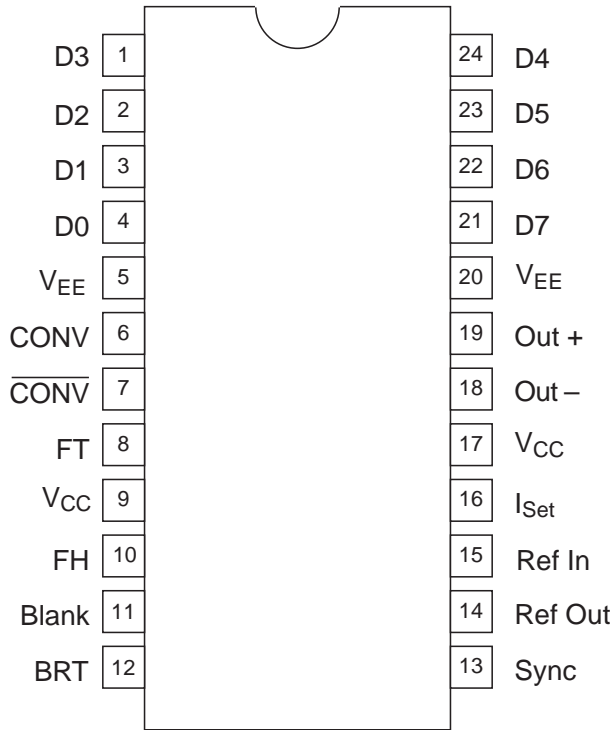 D3 1 24 D4
D2 2 23 D5
D1 3 22 D6
D0 4 21 D7
VEE 5 20 VEE
CONV 6 19 Out +
C̅O̅N̅V̅ 7 18 Out –
FT 8 17 VCC
VCC 9 16 ISet
FH 10 15 Ref In
Blank 11 14 Ref Out
BRT 12 13 Sync